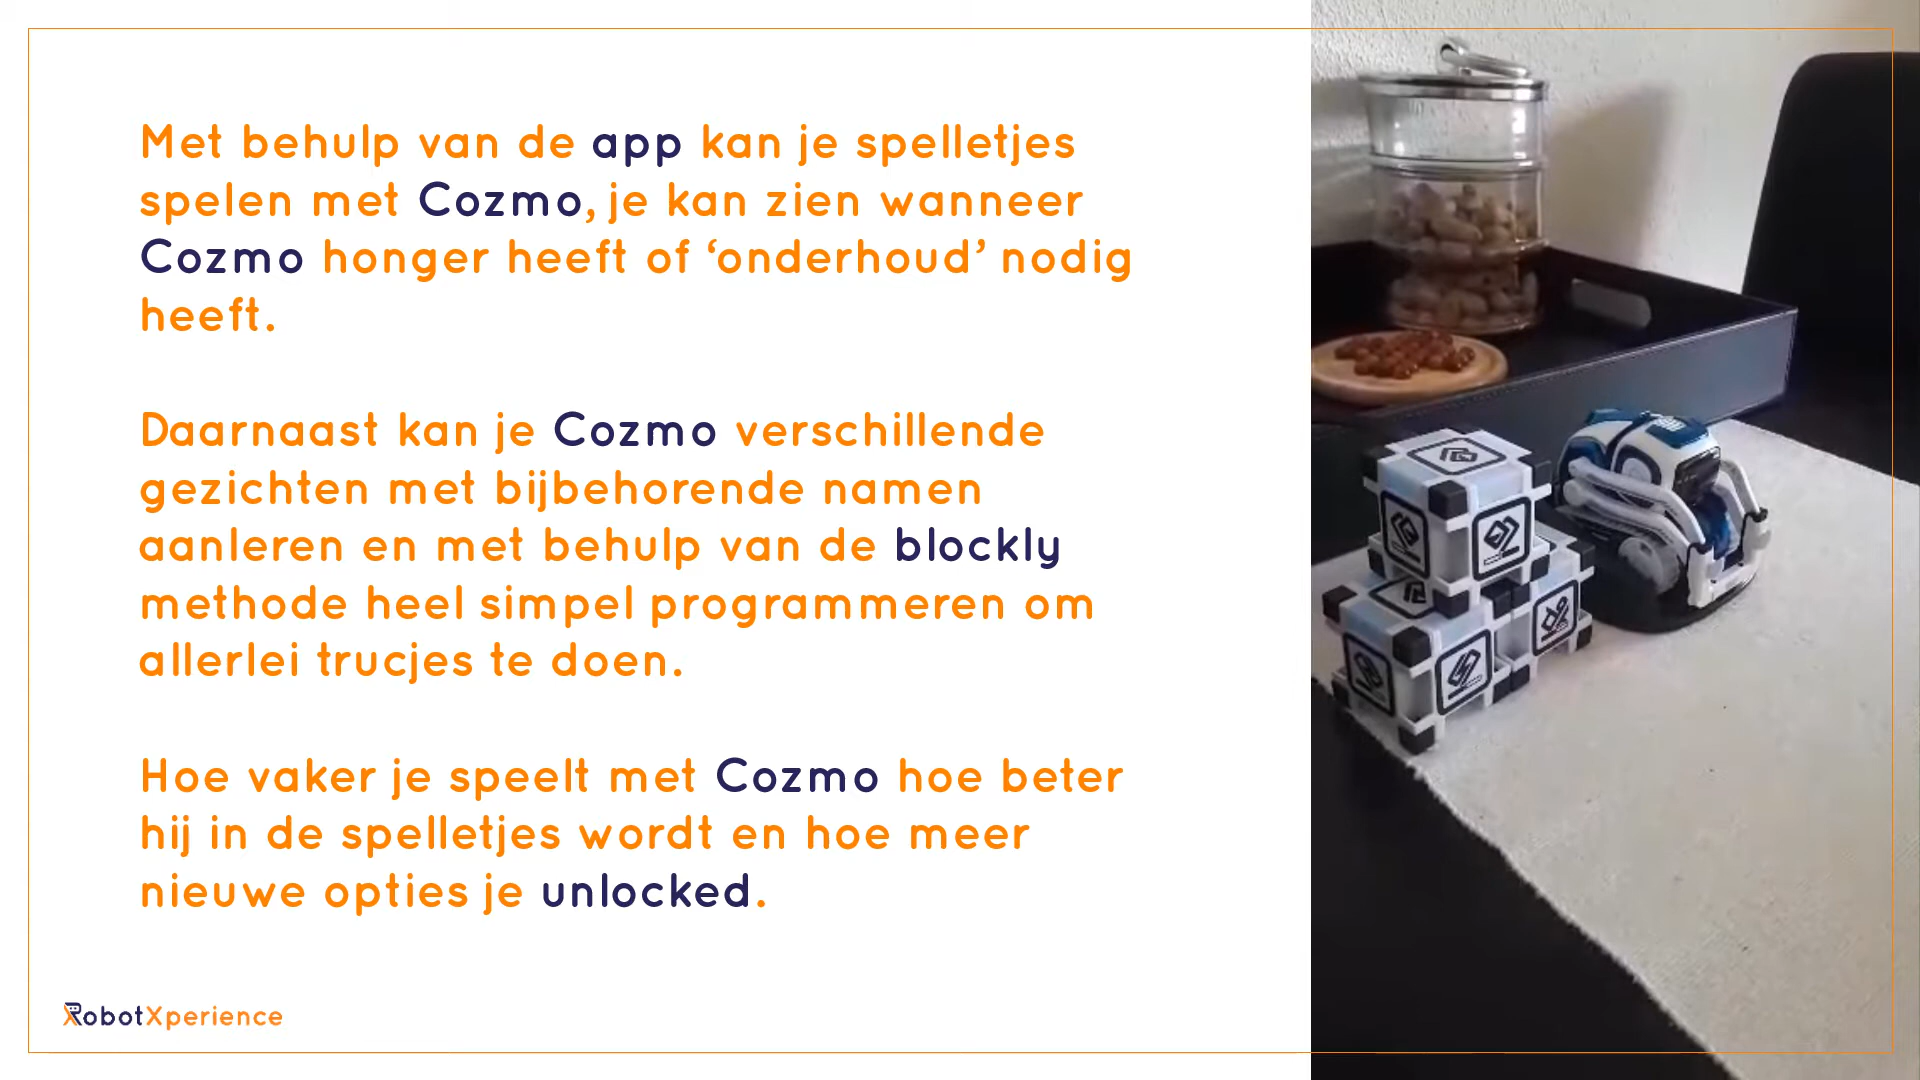 Met behulp van de app kan je spelletjes
spelen met Cozmo, je kan zien wanneer
Cozmo honger heeft of ‘onderhoud’ nodig
heeft.
Daarnaast kan je Cozmo verschillende
gezichten met bijbehorende namen
aanleren en met behulp van de blockly
methode heel simpel programmeren om
allerlei trucjes te doen.
Hoe vaker je speelt met Cozmo hoe beter
hij in de spelletjes wordt en hoe meer
nieuwe opties je unlocked.
RobotXperience